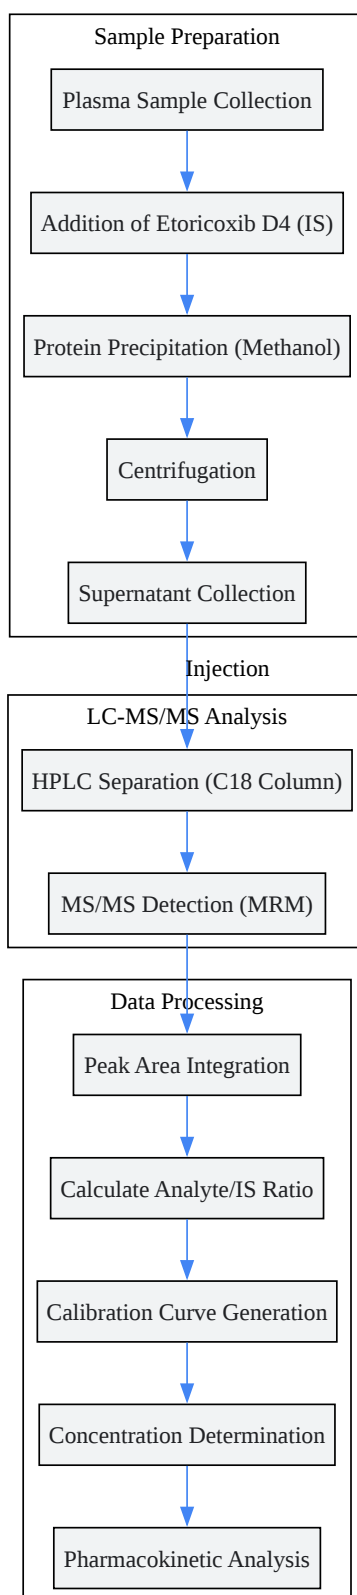 Sample Preparation
Plasma Sample Collection
Addition of Etoricoxib D4 (IS)
Protein Precipitation (Methanol)
Centrifugation
Supernatant Collection
Injection
LC-MS/MS Analysis
HPLC Separation (C18 Column)
MS/MS Detection (MRM)
Data Processing
Peak Area Integration
Calculate Analyte/IS Ratio
Calibration Curve Generation
Concentration Determination
Pharmacokinetic Analysis